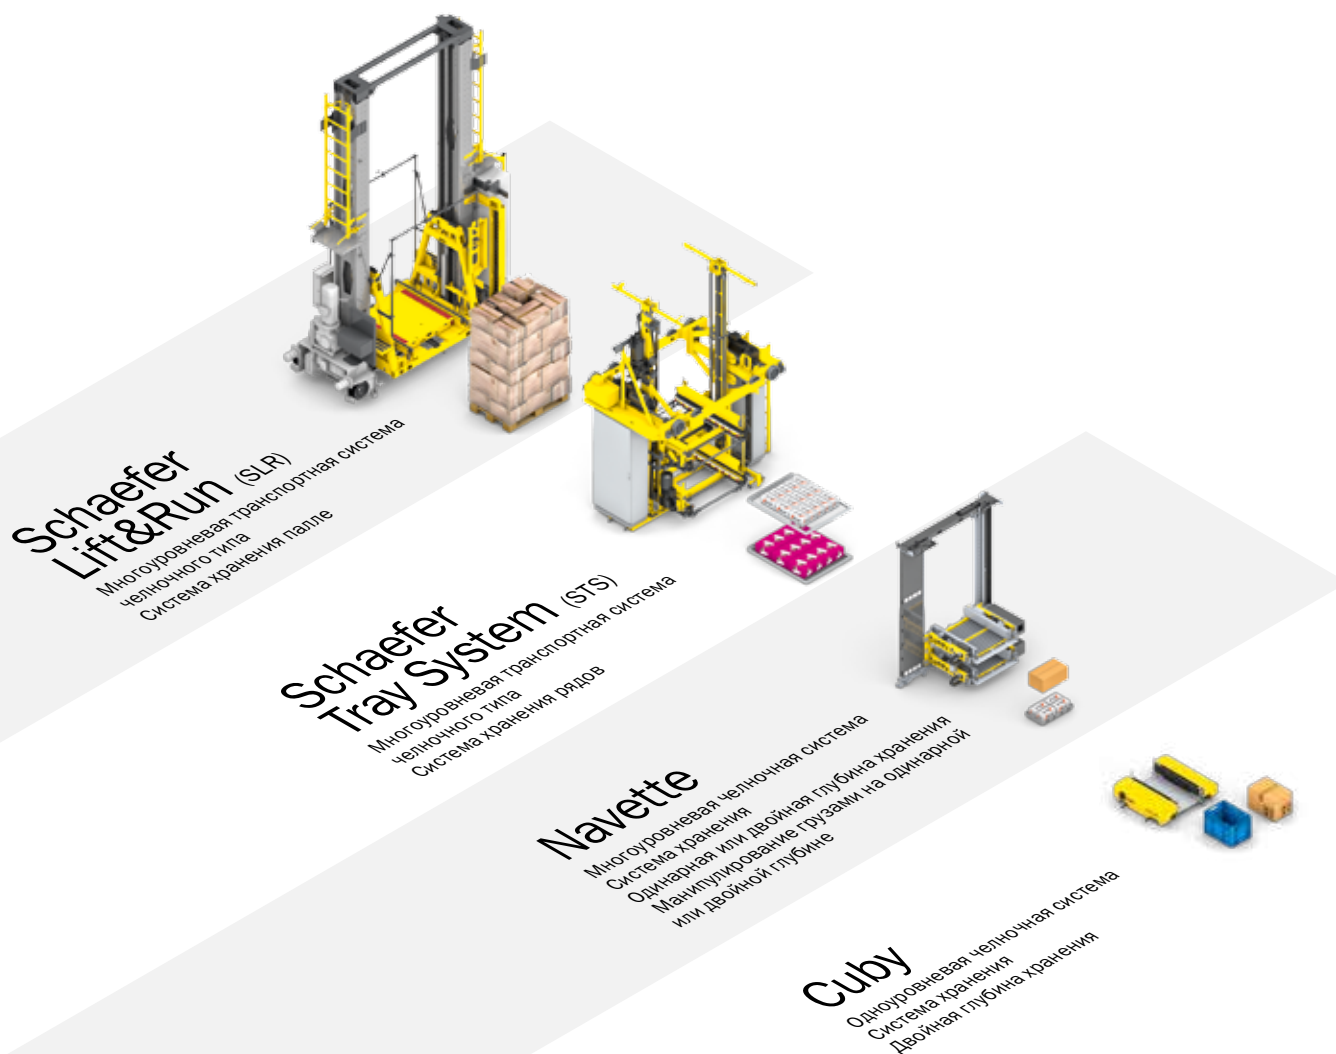 Schaefer
Lift&Run (SLR)
Многоуровневая транспортная система
челночного типа
Система хранения палле
Schaefer
Tray System (STS)
Многоуровневая транспортная система
челночного типа
Система хранения рядов
Navette
Многоуровневая челночная система
Система хранения
Одинарная или двойная глубина хранения
Манипулирование грузами на одинарной
или двойной глубине
Cuby
Одноуровневая челночная система
Система хранения
Двойная глубина хранения